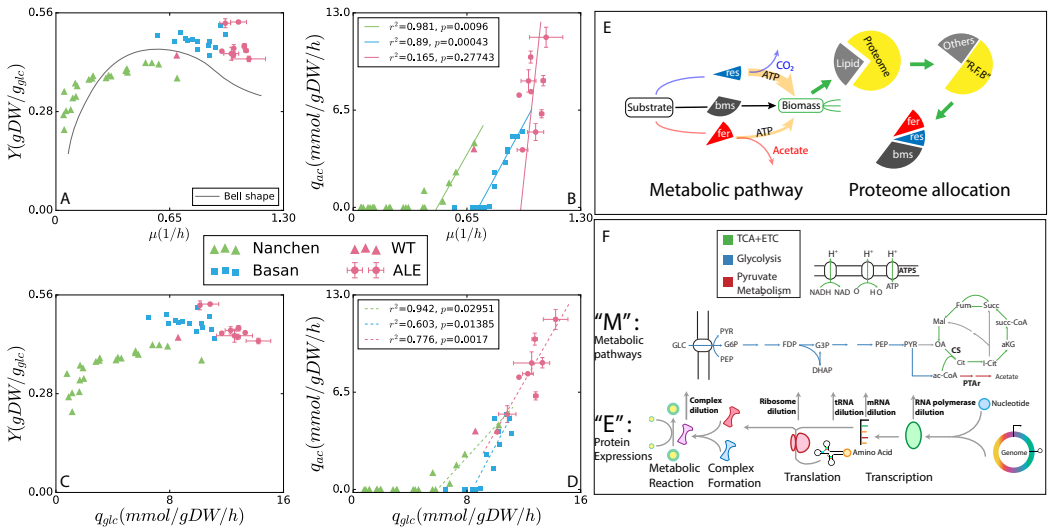 0.56
0.28
0.00
Y(gDW/g_glc)
0
0.65
1.30
μ(1/h)
A
Bell shape
13.0
6.5
0.0
q_ac(mmol/gDW/h)
r²=0.981, p=0.0096
r²=0.89, p=0.00043
r²=0.165, p=0.27743
0.00
0.65
1.30
μ(1/h)
B
Nanchen
WT
Basan
ALE
0.56
0.28
0.00
Y(gDW/g_glc)
0
8
16
q_glc(mmol/gDW/h)
C
13.0
6.5
0.0
q_ac(mmol/gDW/h)
r²=0.942, p=0.02951
r²=0.603, p=0.01385
r²=0.776, p=0.0017
0
8
16
q_glc(mmol/gDW/h)
D
E
Substrate
res
CO₂
ATP
bms
Biomass
fer
ATP
Acetate
Metabolic pathway
Lipid
Proteome
Others
"R,F,B"
fer
res
bms
Proteome allocation
F
TCA+ETC
Glycolysis
Pyruvate
Metabolism
H⁺
H⁺
H⁺
ATPS
NADH
NAD
O
H O
ATP
"M":
Metabolic
pathways
GLC
PYR
G6P
PEP
FDP
G3P
DHAP
PEP
PYR
OA
Mal
Fum
Succ
succ-CoA
aKG
I-Cit
Cit
CS
ac-CoA
PTAr
Acetate
Complex
dilution
Ribosome
dilution
tRNA
dilution
mRNA
dilution
RNA polymerase
dilution
Nucleotide
"E":
Protein
Expressions
Amino Acid
Genome
Metabolic
Reaction
Complex
Formation
Translation
Transcription